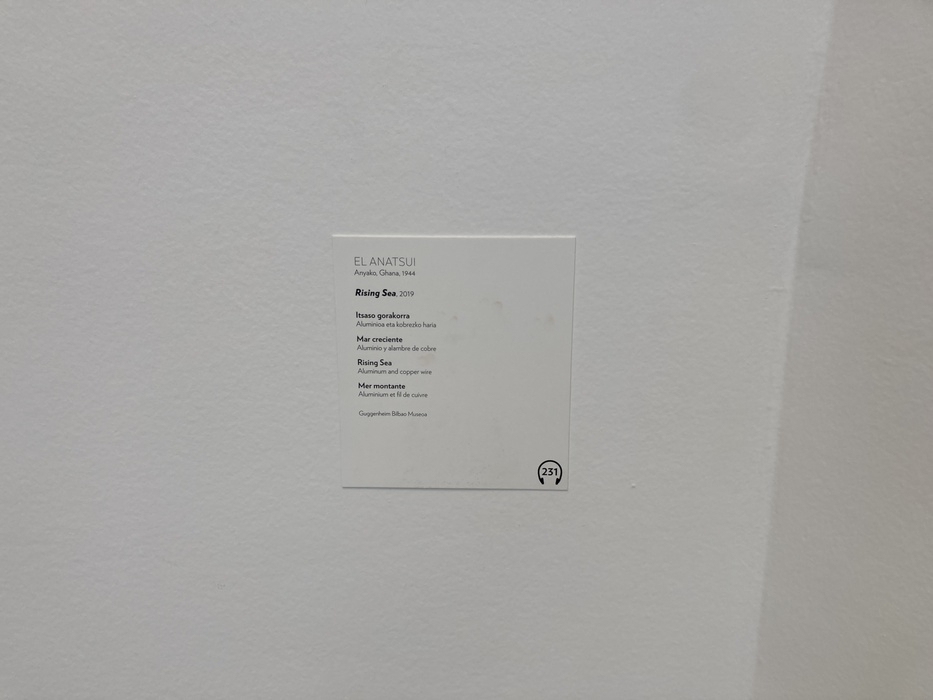 EL ANATSUI
Anyako, Ghana, 1944
Rising Sea, 2019
Itsaso gorakorra
Aluminioa eta kobrezko haria
Mar creciente
Aluminio y alambre de cobre
Rising Sea
Aluminum and copper wire
Mer montante
Aluminium et fil de cuivre
Guggenheim Bilbao Museoa
231